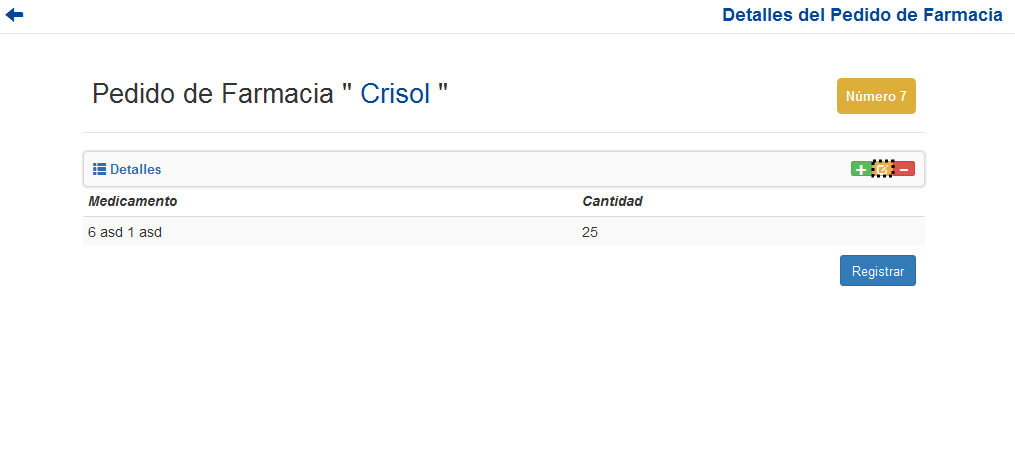 Detalles del Pedido de Farmacia
Pedido de Farmacia " Crisol "
Número 7
Detalles
Medicamento Cantidad
6 asd 1 asd 25
Registrar